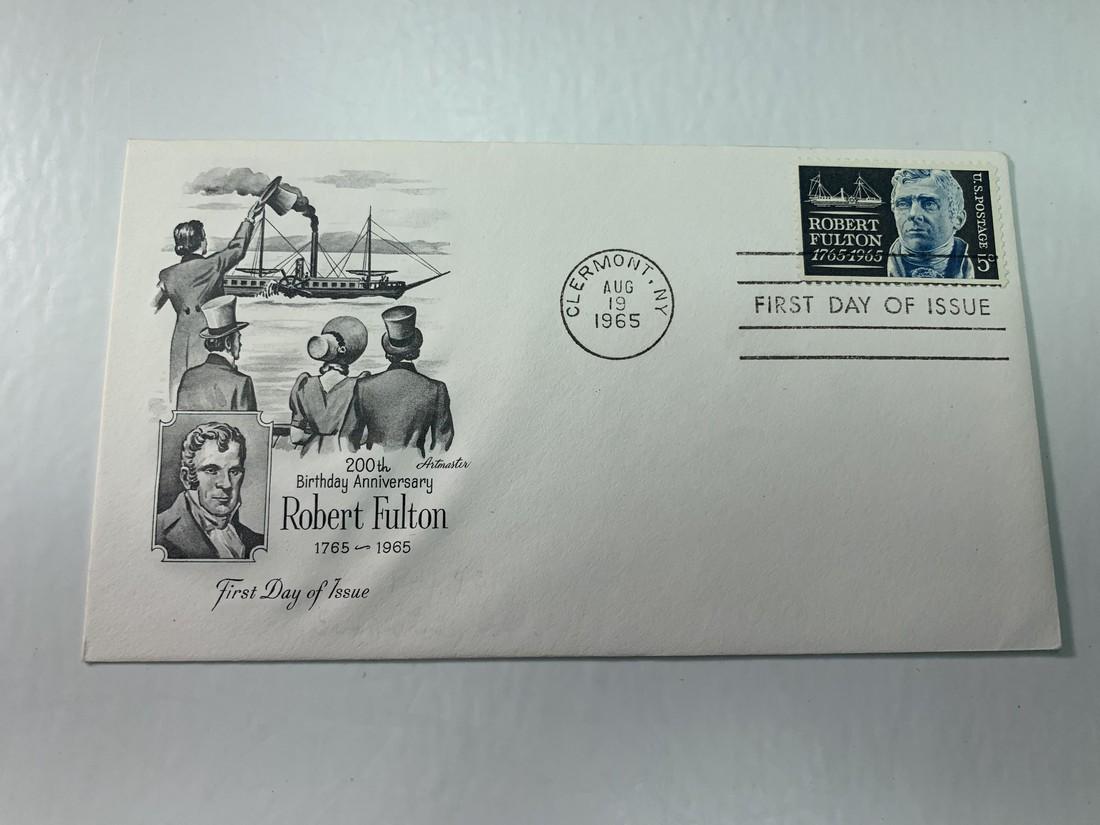 200th
Artmaster
Birthday Anniversary
Robert Fulton
1765 ~ 1965
First Day of Issue
CLERMONT, NY
AUG
19
1965
ROBERT
FULTON
1765·1965
U.S. POSTAGE 5c
FIRST DAY OF ISSUE